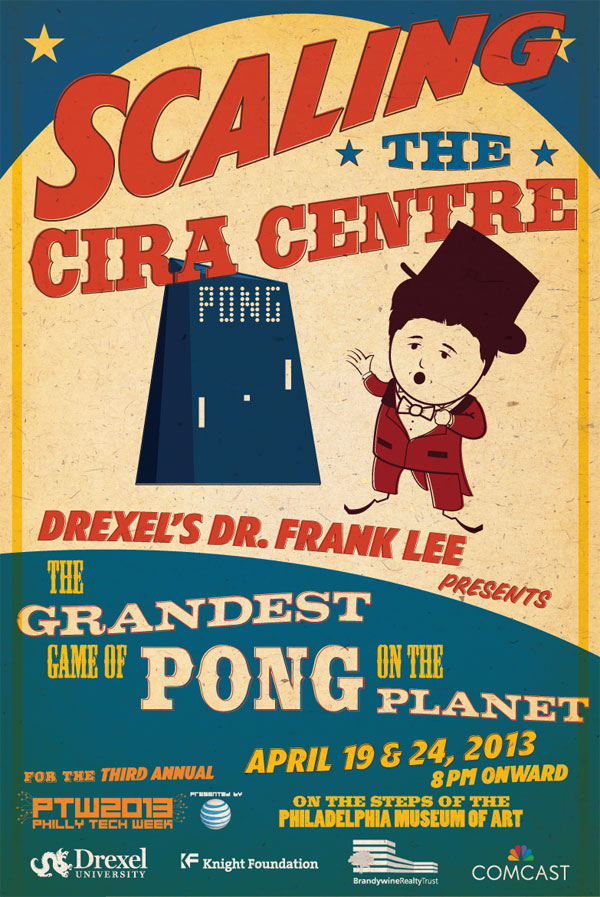 SCALING
THE
CIRA CENTRE
PONG
DREXEL'S DR. FRANK LEE
PRESENTS
THE
GRANDEST
GAME OF PONG ON THE
PLANET
APRIL 19 & 24, 2013
8 PM ONWARD
FOR THE THIRD ANNUAL
PTW2013
PHILLY TECH WEEK
PRESENTED BY
AT&T
ON THE STEPS OF THE
PHILADELPHIA MUSEUM OF ART
Drexel
UNIVERSITY
KF Knight Foundation
BrandywineRealtyTrust
COMCAST